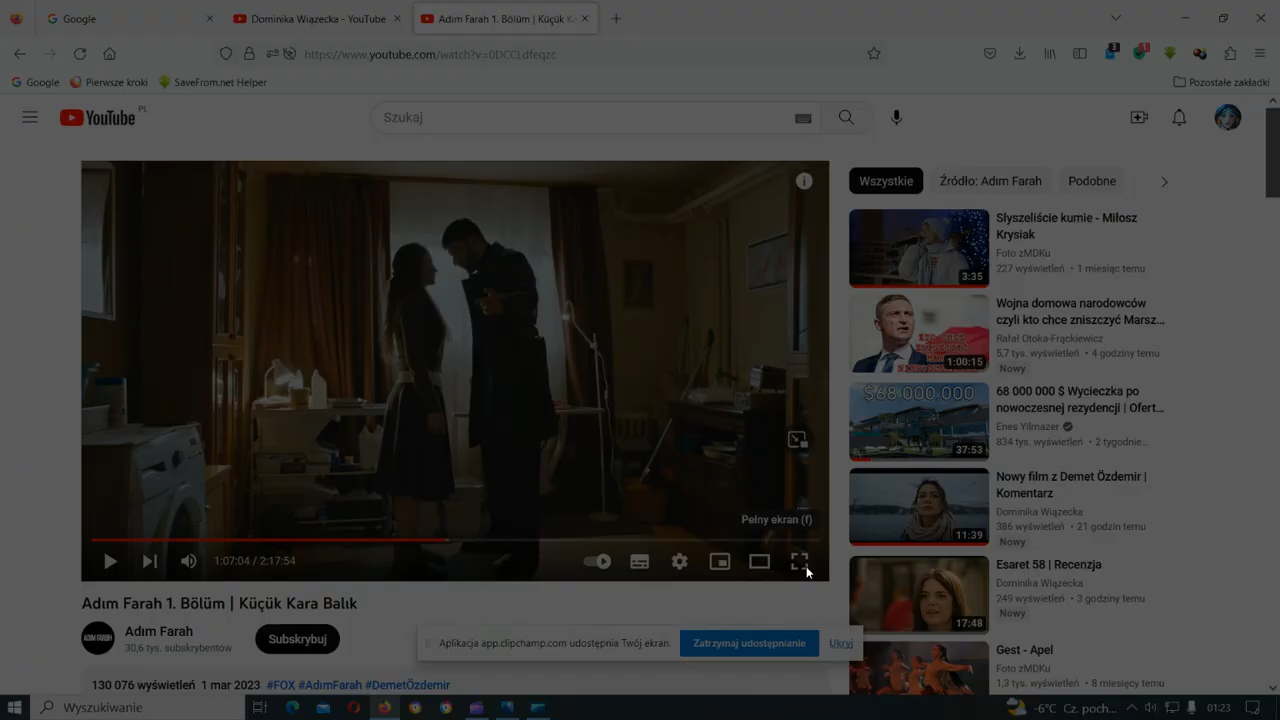 Google
Dominika Wiązecka - YouTube
Adım Farah 1. Bölüm | Küçük Ka
https://www.youtube.com/watch?v=0DCCLdfeqzc
3
1
Google
Pierwsze kroki
SaveFrom.net Helper
Pozostałe zakładki
YouTube PL
Szukaj
Wszystkie
Źródło: Adım Farah
Podobne
Słyszeliście kumie - Miłosz
Krysiak
Foto zMDKu
227 wyświetleń • 1 miesiąc temu
3:35
Wojna domowa narodowców
czyli kto chce zniszczyć Marsz...
Rafał Otoka-Frąckiewicz
5,7 tys. wyświetleń • 4 godziny temu
Nowy
1:00:15
$68 000 000
68 000 000 $ Wycieczka po
nowoczesnej rezydencji | Ofert...
Enes Yilmazer
834 tys. wyświetleń • 2 tygodnie...
37:53
Nowy film z Demet Özdemir |
Komentarz
Dominika Wiązecka
386 wyświetleń • 21 godzin temu
Nowy
11:39
Esaret 58 | Recenzja
Dominika Wiązecka
249 wyświetleń • 3 godziny temu
Nowy
17:48
Gest - Apel
Foto zMDKu
1,3 tys. wyświetleń • 8 miesięcy temu
Pełny ekran (f)
1:07:04 / 2:17:54
Adım Farah 1. Bölüm | Küçük Kara Balık
ADIM FARAH
Adım Farah
30,6 tys. subskrybentów
Subskrybuj
Aplikacja app.clipchamp.com udostępnia Twój ekran.
Zatrzymaj udostępnianie
Ukryj
130 076 wyświetleń 1 mar 2023 #FOX #AdımFarah #DemetÖzdemir
Wyszukiwanie
-6°C Cz. poch...
01:23